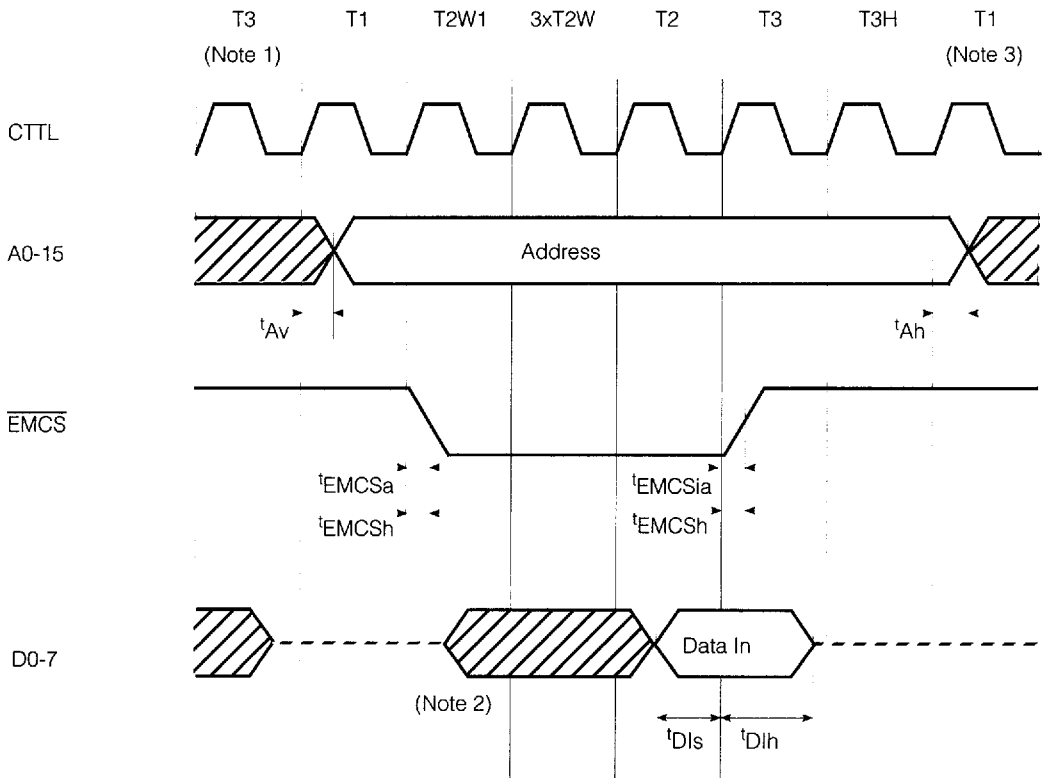 T3 T1 T2W1 3xT2W T2 T3 T3H T1
(Note 1) (Note 3)
CTTL
A0-15 Address
tAv tAh
EMCS
tEMCSa tEMCSia
tEMCSh tEMCSh
D0-7 Data In
(Note 2)
tDIs tDIh